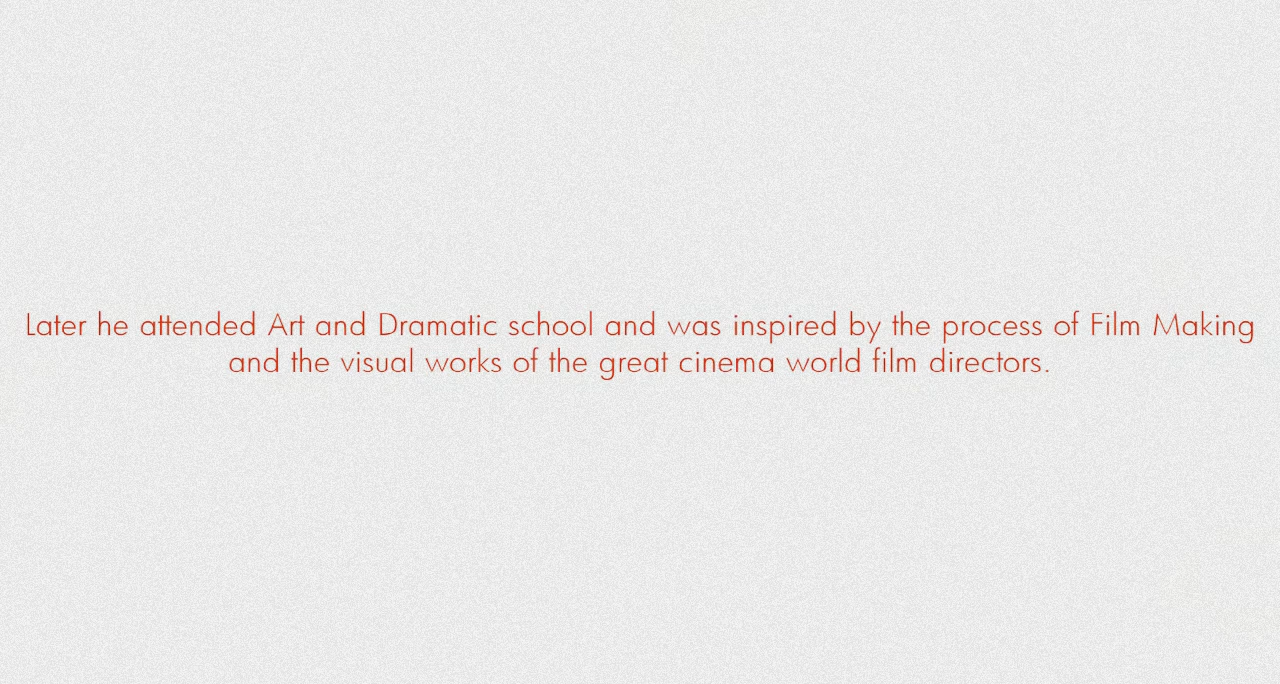 Later he attended Art and Dramatic school and was inspired by the process of Film Making
and the visual works of the great cinema world film directors.